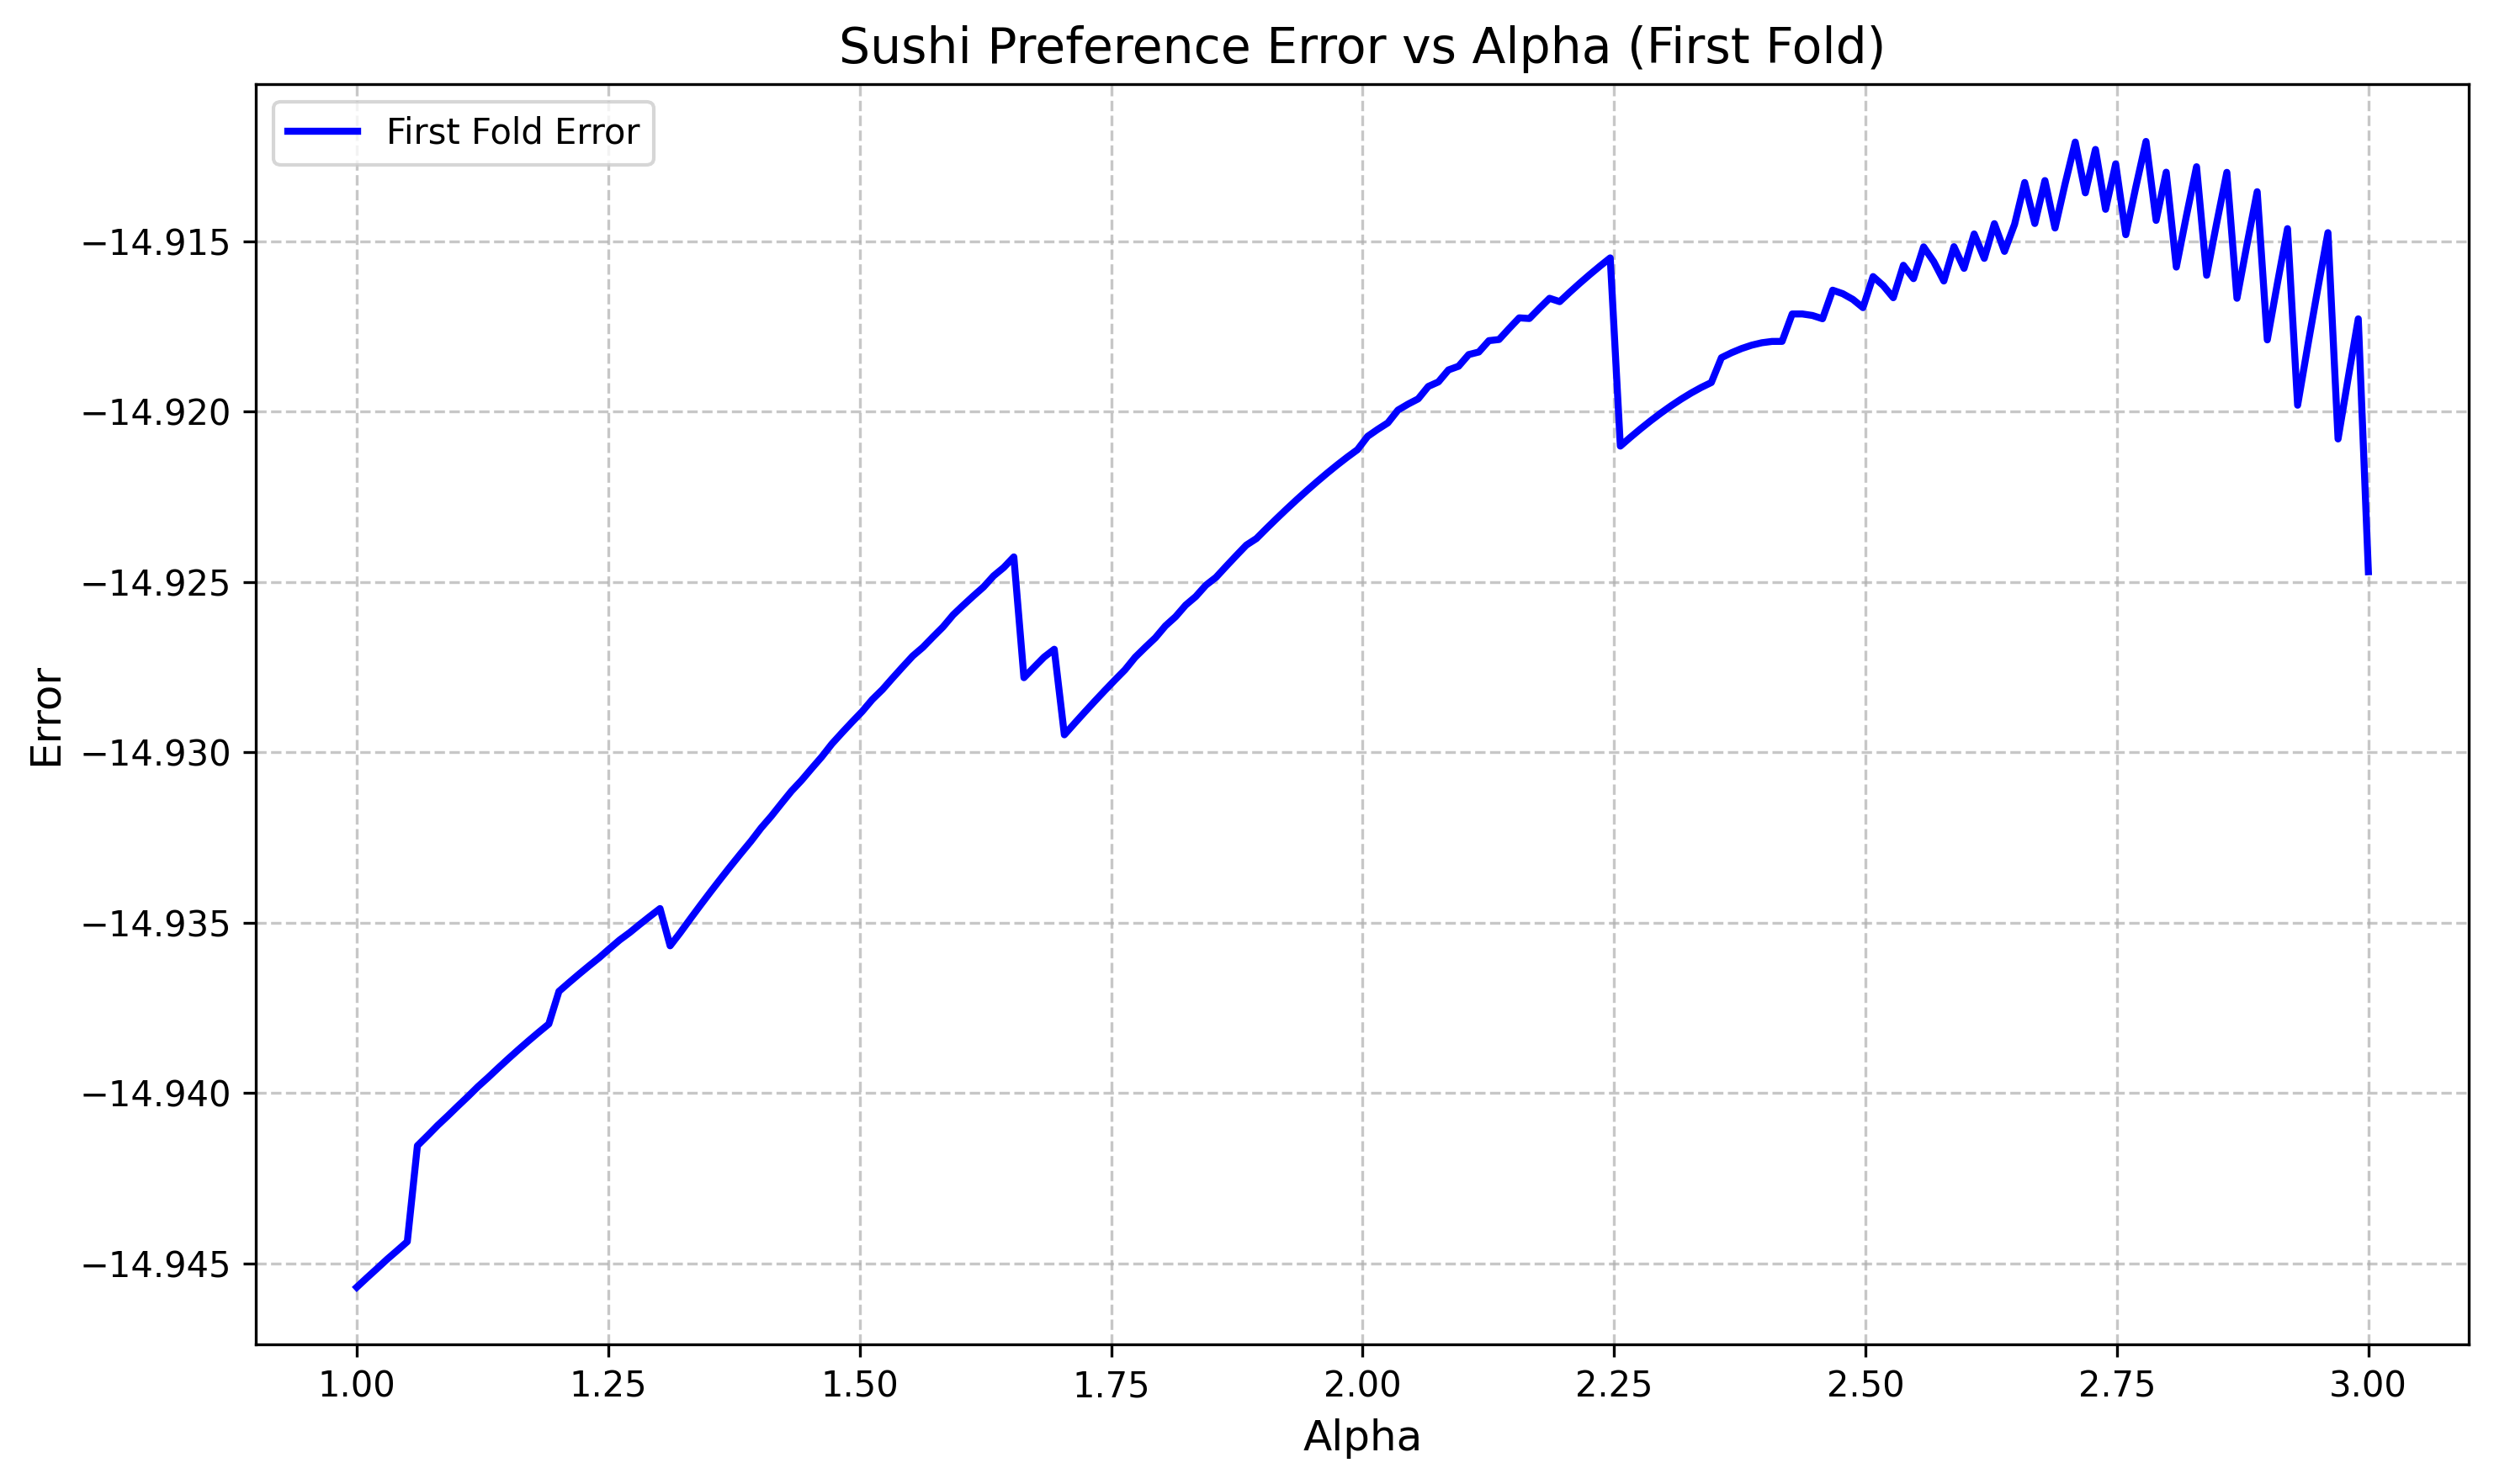 Sushi Preference Error vs Alpha (First Fold)
First Fold Error
Error
−14.915
−14.920
−14.925
−14.930
−14.935
−14.940
−14.945
1.00 1.25 1.50 1.75 2.00 2.25 2.50 2.75 3.00
Alpha